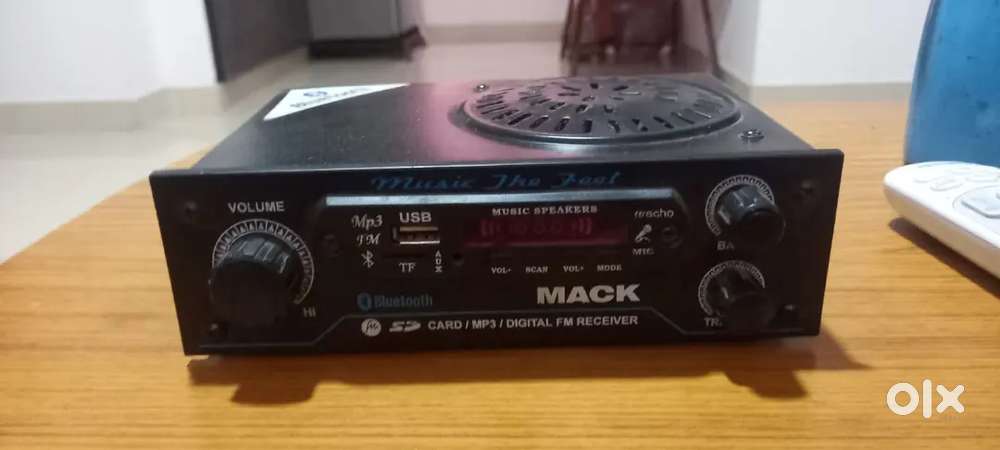 Music The Feel
VOLUME
HI
Mp3
FM
USB
TF
AUX
MUSIC SPEAKERS
VOL- SCAN VOL+ MODE
MIC
BA
TR
Bluetooth
MACK
FM SD CARD / MP3 / DIGITAL FM RECEIVER
olx